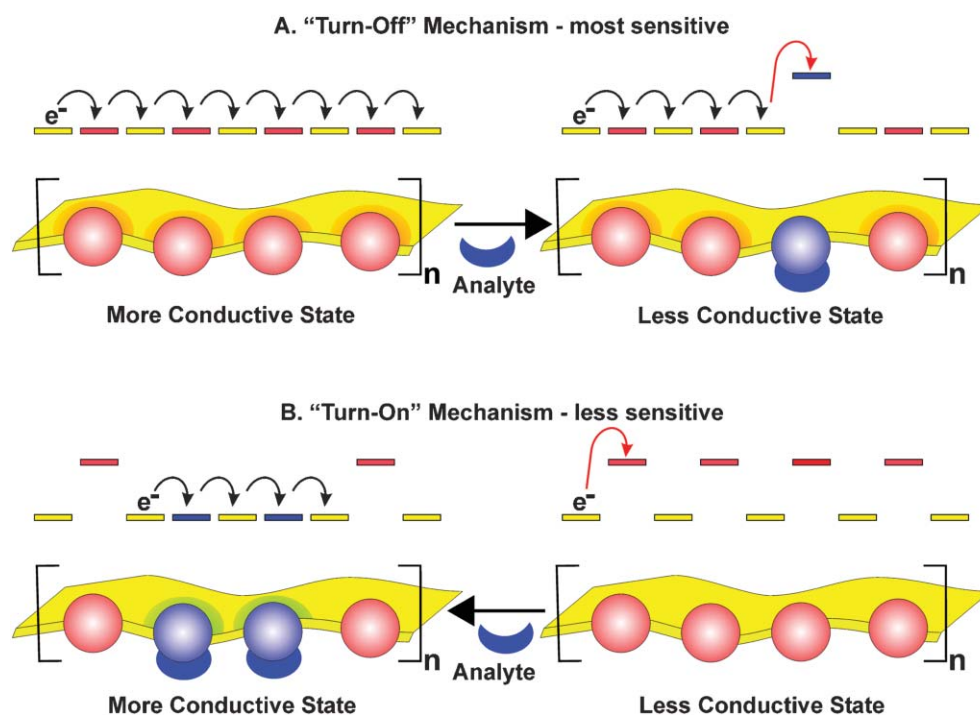 A. “Turn-Off” Mechanism - most sensitive
e-
e-
n
Analyte
n
More Conductive State
Less Conductive State
B. “Turn-On” Mechanism - less sensitive
e-
e-
n
Analyte
n
More Conductive State
Less Conductive State